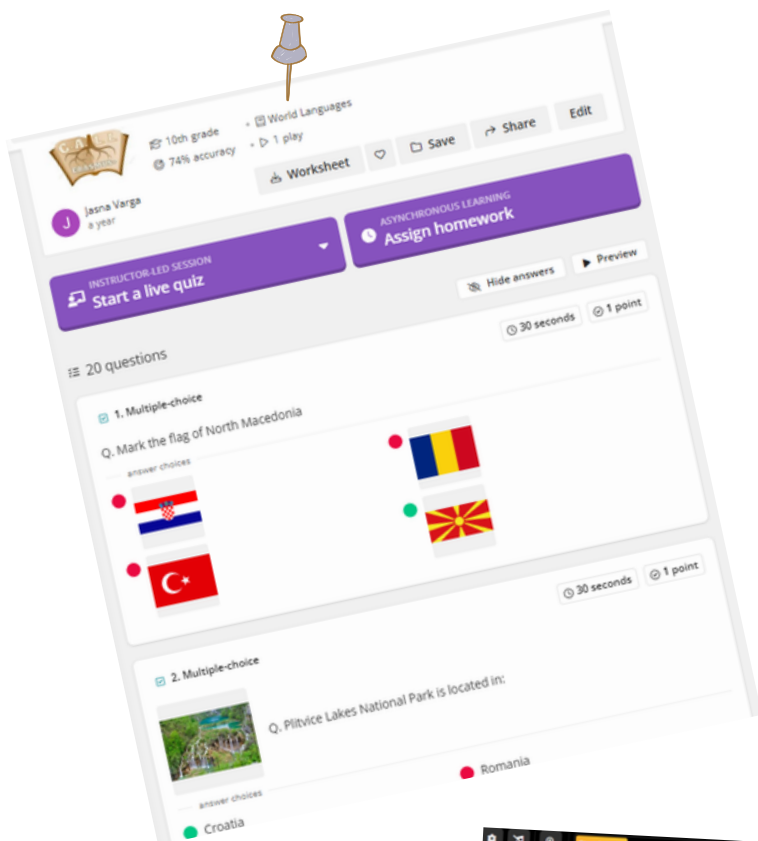 10th grade
World Languages
74% accuracy
1 play
Worksheet
Save
Share
Edit
J
Jasna Varga
a year
INSTRUCTOR-LED SESSION
Start a live quiz
ASYNCHRONOUS LEARNING
Assign homework
Hide answers
Preview
20 questions
30 seconds
1 point
1. Multiple-choice
Q. Mark the flag of North Macedonia
answer choices
30 seconds
1 point
2. Multiple-choice
Q. Plitvice Lakes National Park is located in:
answer choices
Croatia
Romania